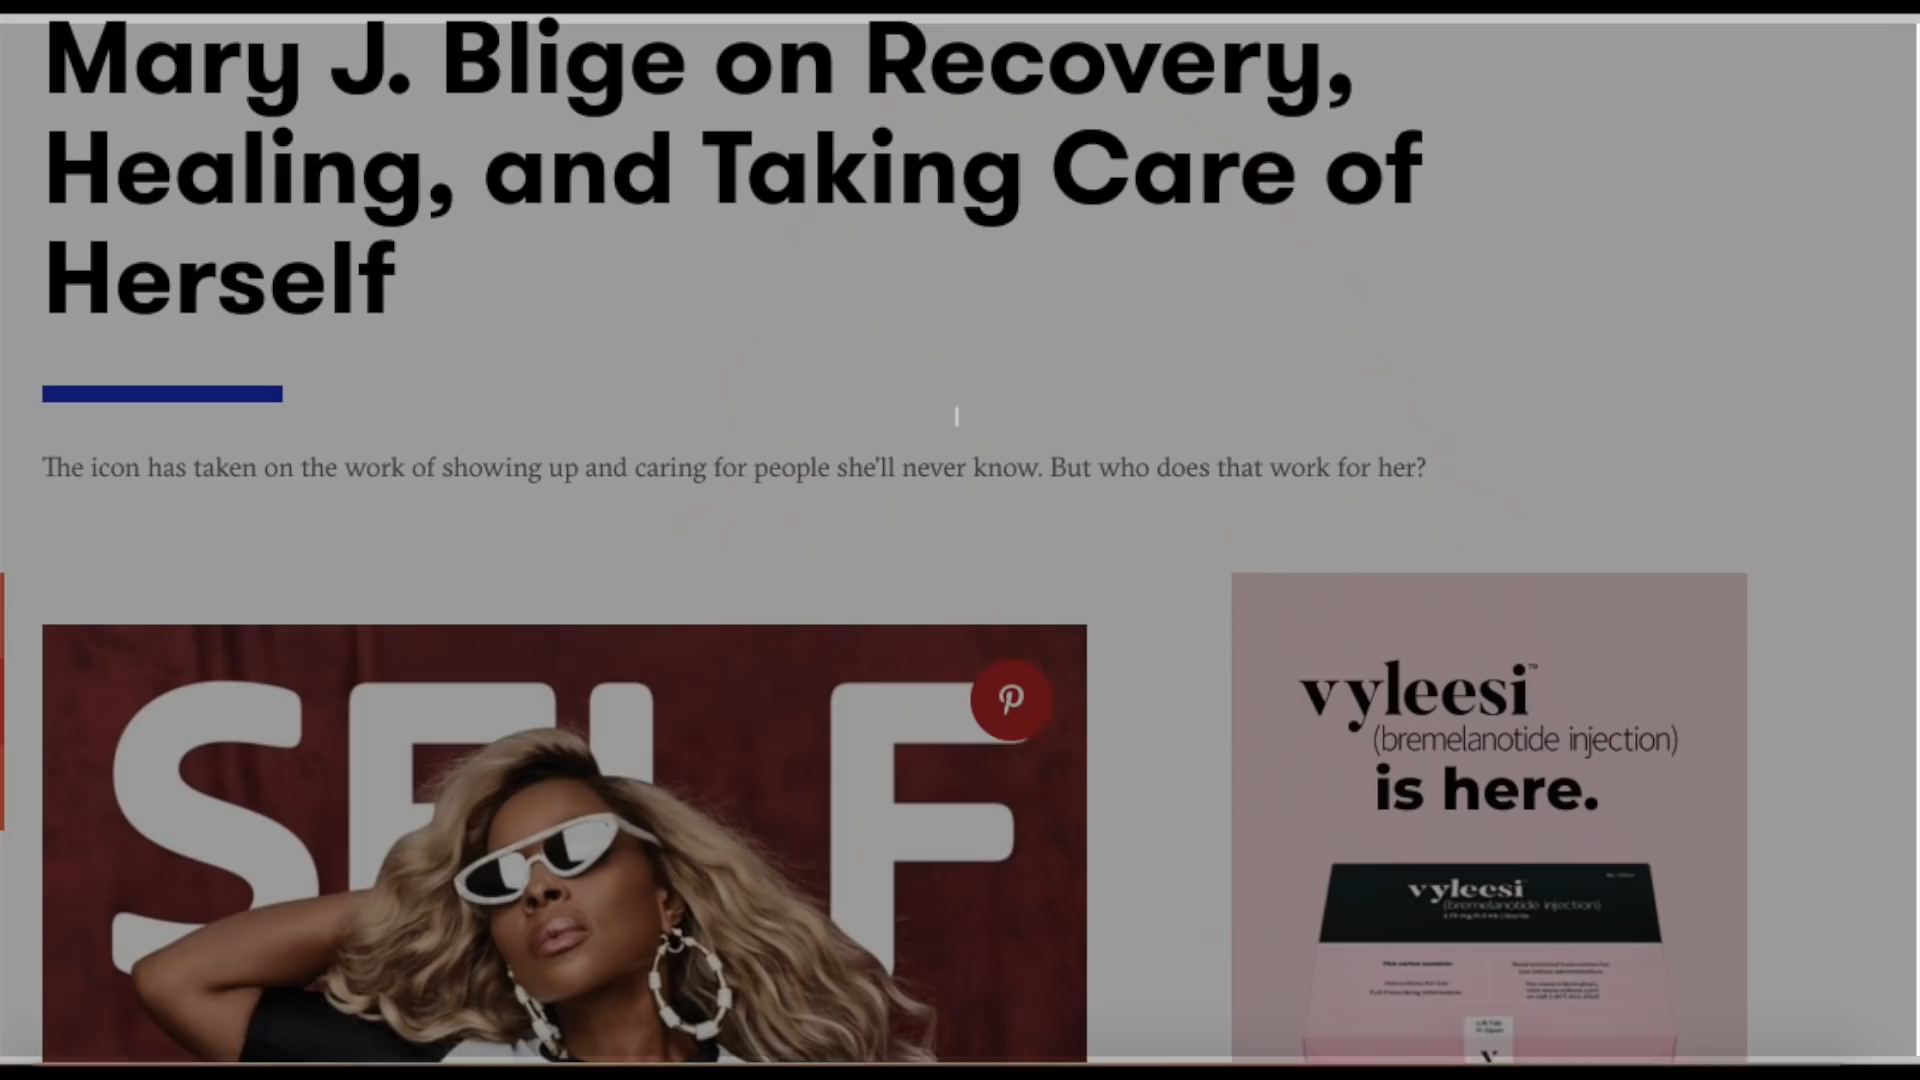 Mary J. Blige on Recovery,
Healing, and Taking Care of
Herself
The icon has taken on the work of showing up and caring for people she'll never know. But who does that work for her?
SELF
vyleesi™
(bremelanotide injection)
is here.
vyleesi
(bremelanotide injection)